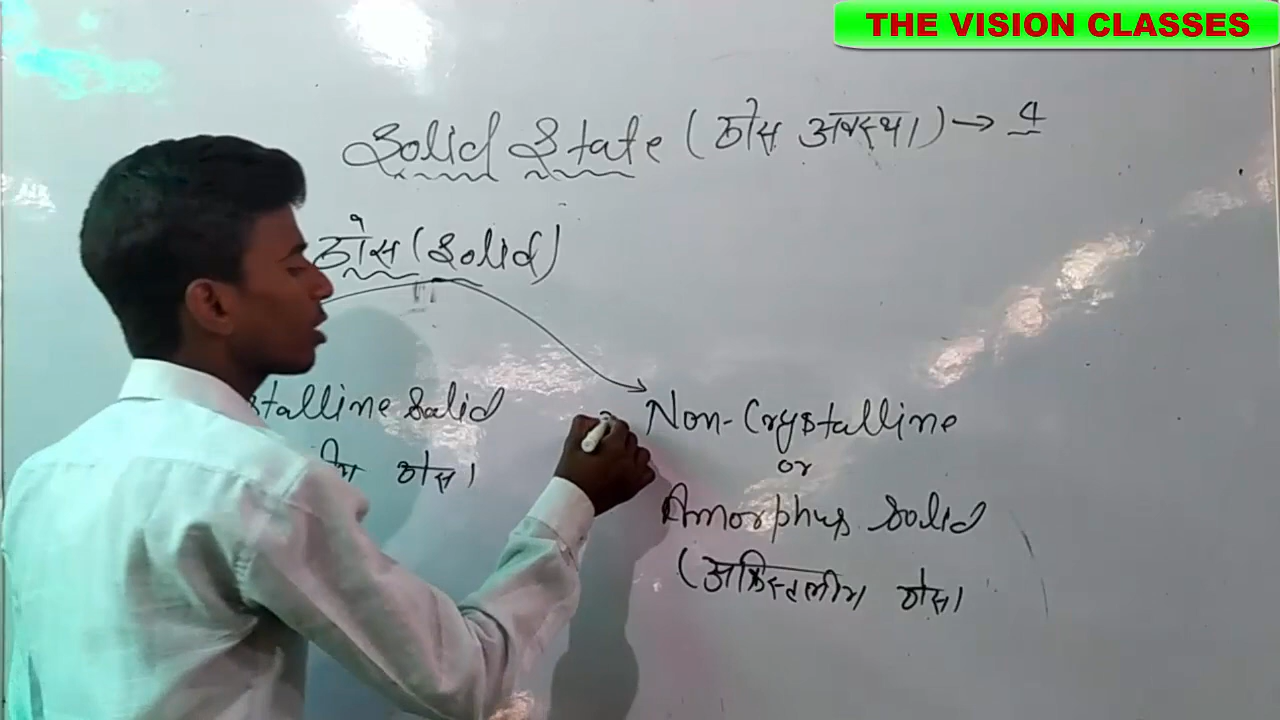 THE VISION CLASSES
Solid State (ठोस अवस्था) → 4
ठोस (Solid)
stalline Solid
ठोस।
Non-Crystalline
or
Amorphus Solid
(अक्रिस्टलीय ठोस।